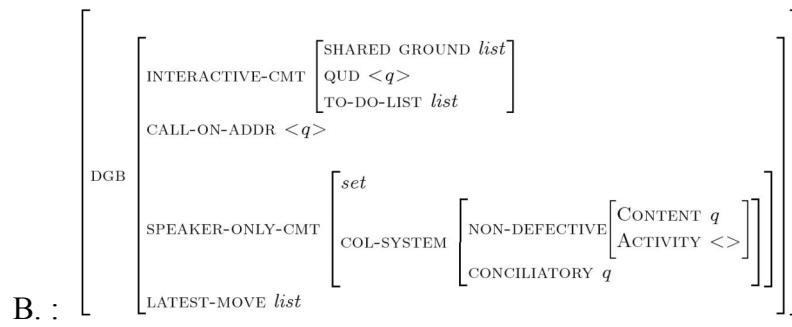 SHARED GROUND list
INTERACTIVE-CMT QUD <q>
TO-DO-LIST list
CALL-ON-ADDR <q>
DGB
set
SPEAKER-ONLY-CMT COL-SYSTEM NON-DEFECTIVE CONTENT q
ACTIVITY <>
CONCILIATORY q
LATEST-MOVE list
B. :